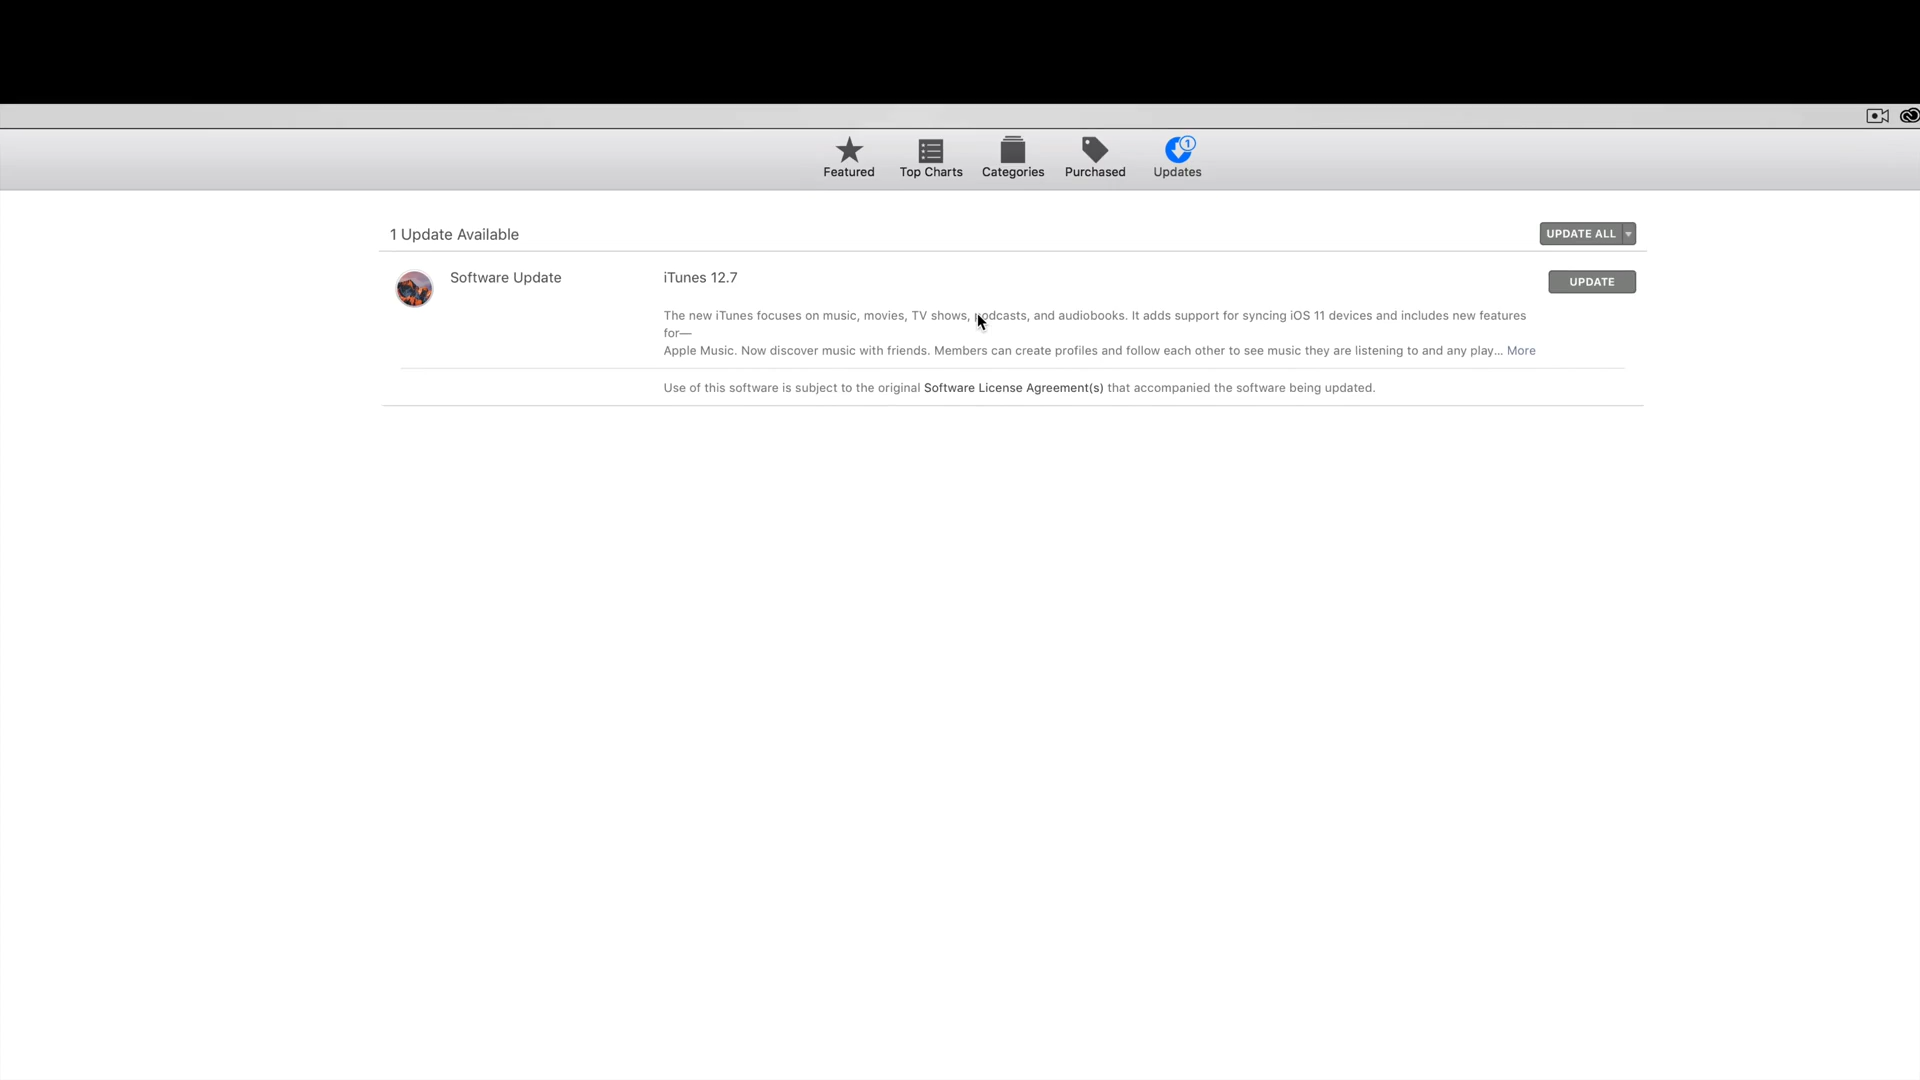 Featured
Top Charts
Categories
Purchased
1
Updates
1 Update Available
UPDATE ALL
Software Update
iTunes 12.7
UPDATE
The new iTunes focuses on music, movies, TV shows, podcasts, and audiobooks. It adds support for syncing iOS 11 devices and includes new features
for—
Apple Music. Now discover music with friends. Members can create profiles and follow each other to see music they are listening to and any play... More
Use of this software is subject to the original Software License Agreement(s) that accompanied the software being updated.